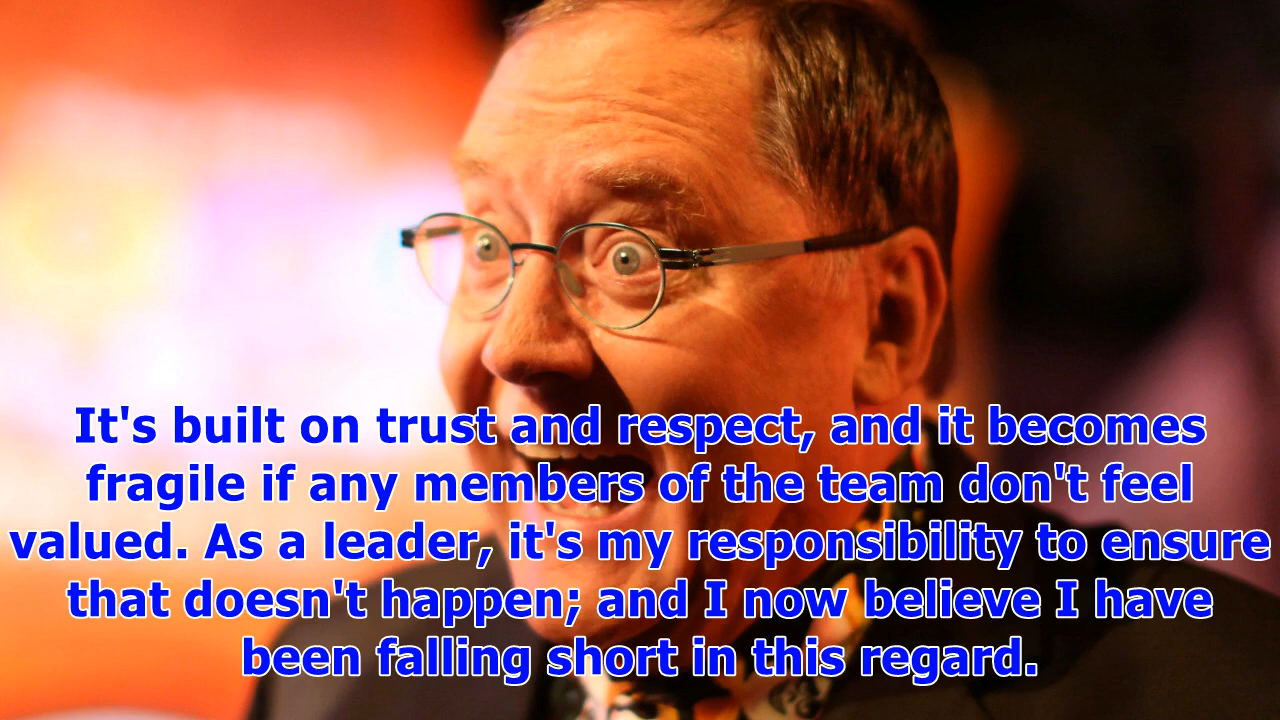 It's built on trust and respect, and it becomes
fragile if any members of the team don't feel
valued. As a leader, it's my responsibility to ensure
that doesn't happen; and I now believe I have
been falling short in this regard.